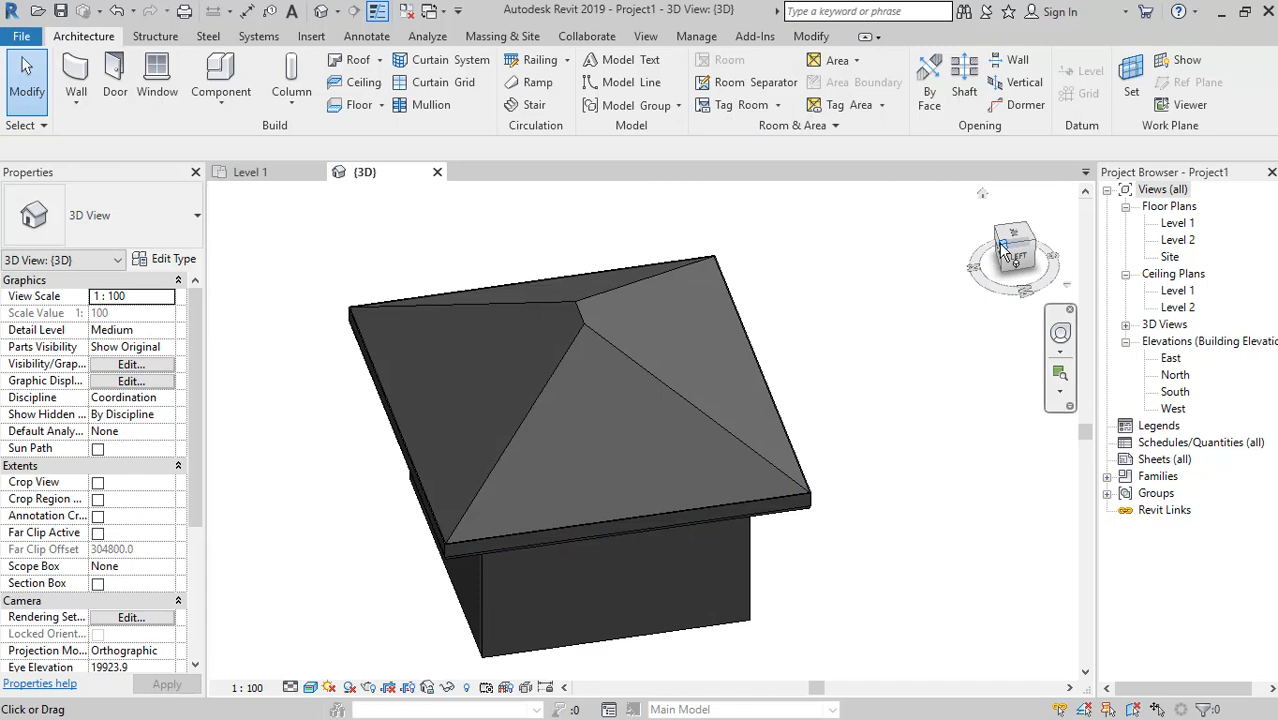 Autodesk Revit 2019 - Project1 - 3D View: {3D}
Type a keyword or phrase
Sign In
File Architecture Structure Steel Systems Insert Annotate Analyze Massing & Site Collaborate View Manage Add-Ins Modify
Modify
Select
Wall
Door
Window
Component
Column
Roof
Ceiling
Floor
Curtain System
Curtain Grid
Mullion
Build
Railing
Ramp
Stair
Circulation
Model Text
Model Line
Model Group
Model
Room
Room Separator
Tag Room
Area
Area Boundary
Tag Area
Room & Area
By Face
Shaft
Wall
Vertical
Dormer
Opening
Level
Grid
Datum
Set
Show
Ref Plane
Viewer
Work Plane
Properties
3D View
3D View: {3D}
Edit Type
Graphics
View Scale 1 : 100
Scale Value 1: 100
Detail Level Medium
Parts Visibility Show Original
Visibility/Grap... Edit...
Graphic Displ... Edit...
Discipline Coordination
Show Hidden ... By Discipline
Default Analy... None
Sun Path
Extents
Crop View
Crop Region ...
Annotation Cr...
Far Clip Active
Far Clip Offset 304800.0
Scope Box None
Section Box
Camera
Rendering Set... Edit...
Locked Orient...
Projection Mo... Orthographic
Eye Elevation 19923.9
Properties help
Apply
Level 1
{3D}
LEFT
1 : 100
Project Browser - Project1
Views (all)
Floor Plans
Level 1
Level 2
Site
Ceiling Plans
Level 1
Level 2
3D Views
Elevations (Building Elevatio
East
North
South
West
Legends
Schedules/Quantities (all)
Sheets (all)
Families
Groups
Revit Links
Click or Drag
:0
Main Model
:0